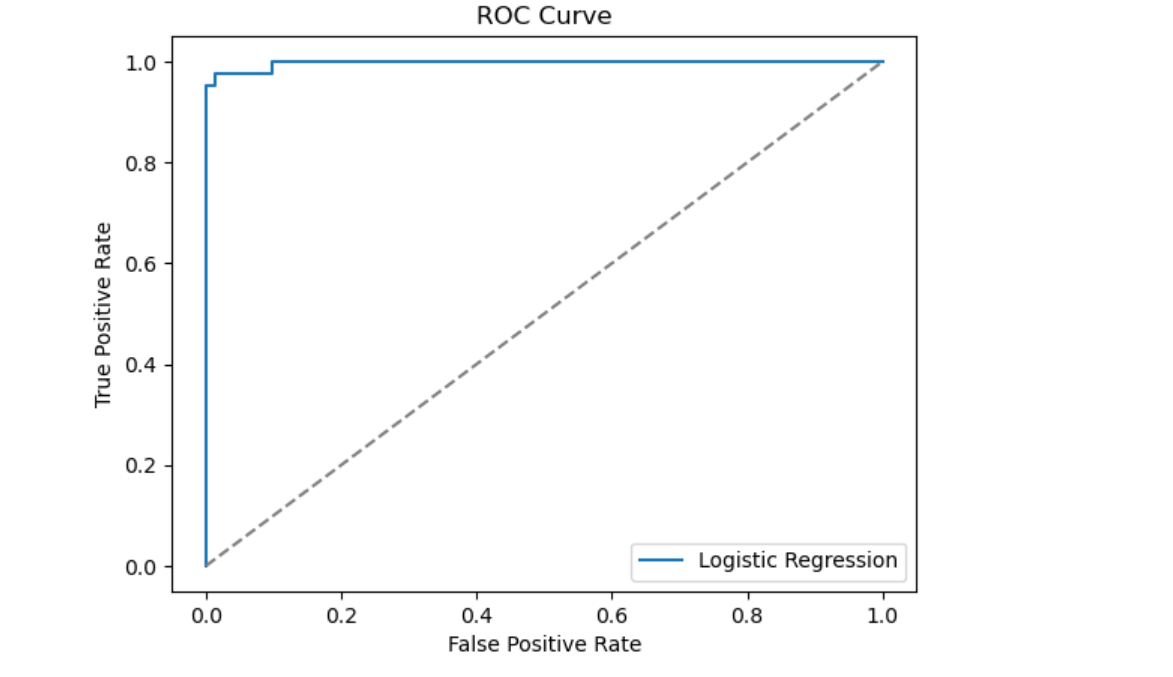 ROC Curve
1.0
0.8
0.6
0.4
0.2
0.0
True Positive Rate
Logistic Regression
0.0 0.2 0.4 0.6 0.8 1.0
False Positive Rate